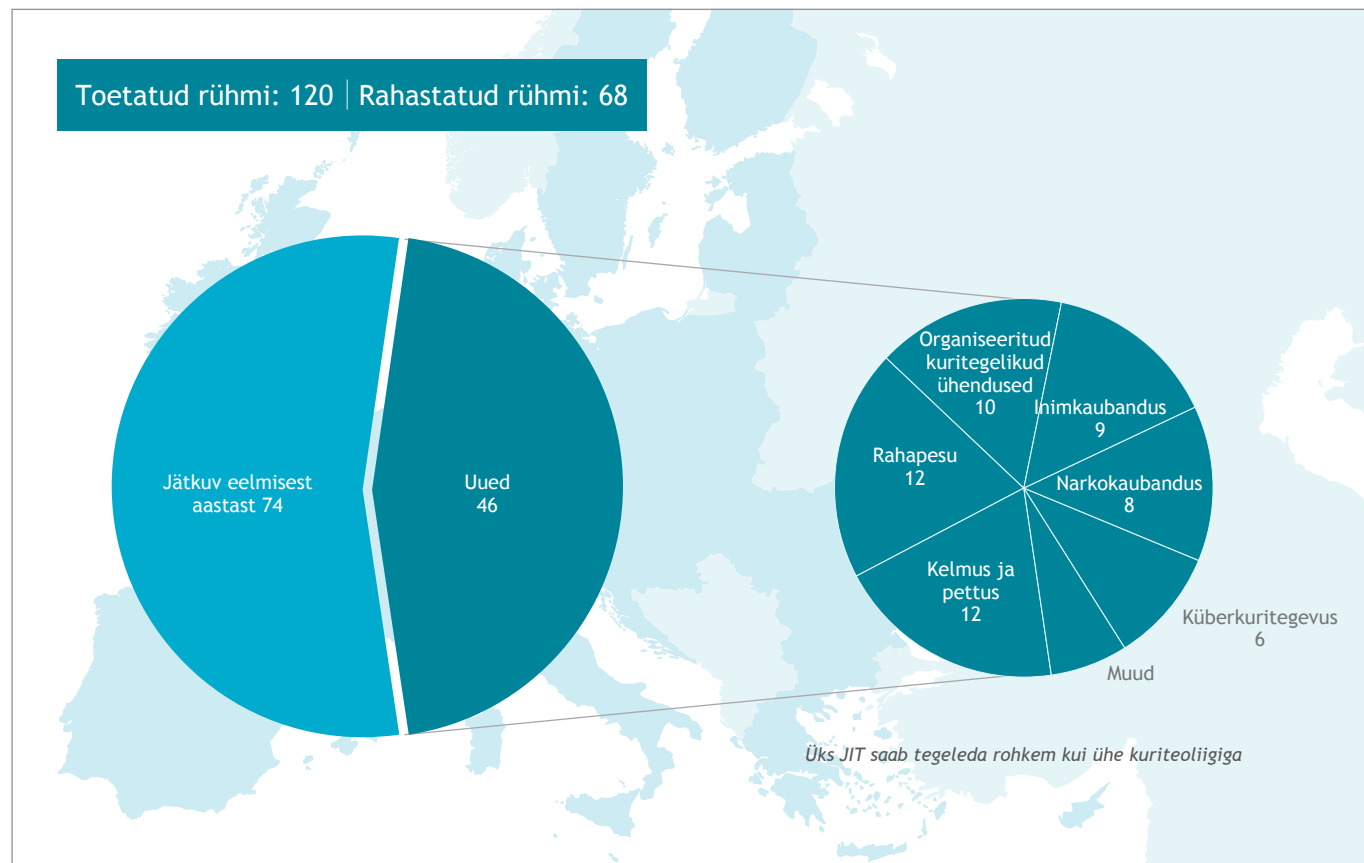 Toetatud rühmi: 120 | Rahastatud rühmi: 68
Jätkuv eelmisest
aastast 74
Uued
46
Organiseeritud
kuritegelikud
ühendused
10
Inimkaubandus
9
Rahapesu
12
Narkokaubandus
8
Kelmus ja
pettus
12
Küberkuritegevus
6
Muud
Üks JIT saab tegeleda rohkem kui ühe kuriteoliigiga